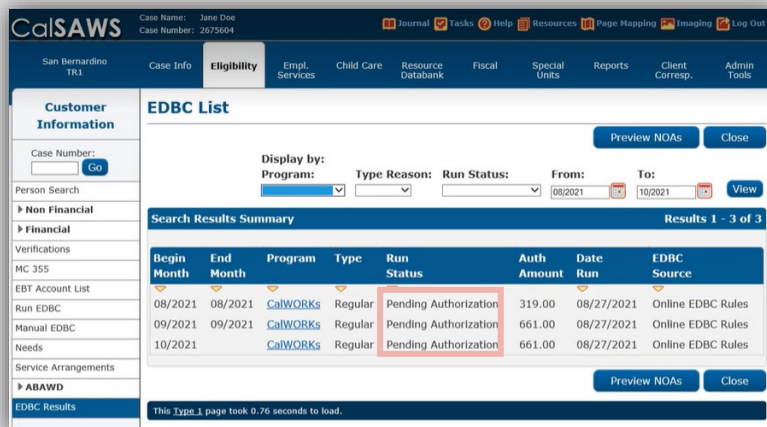 CalSAWS
Case Name: Jane Doe
Case Number: 2675604
Journal Tasks Help Resources Page Mapping Imaging Log Out
San Bernardino
TR1
Case Info
Eligibility
Empl.
Services
Child Care
Resource
Databank
Fiscal
Special
Units
Reports
Client
Corresp.
Admin
Tools
Customer
Information
Case Number:
Go
Person Search
Non Financial
Financial
Verifications
MC 355
EBT Account List
Run EDBC
Manual EDBC
Needs
Service Arrangements
ABAWD
EDBC Results
EDBC List
Preview NOAs Close
Display by:
Program: Type Reason: Run Status: From: To:
08/2021 10/2021 View
Search Results Summary Results 1 - 3 of 3
Begin
Month
End
Month
Program
Type
Run
Status
Auth
Amount
Date
Run
EDBC
Source
08/2021 08/2021 CalWORKs Regular Pending Authorization 319.00 08/27/2021 Online EDBC Rules
09/2021 09/2021 CalWORKs Regular Pending Authorization 661.00 08/27/2021 Online EDBC Rules
10/2021 CalWORKs Regular Pending Authorization 661.00 08/27/2021 Online EDBC Rules
Preview NOAs Close
This Type 1 page took 0.76 seconds to load.